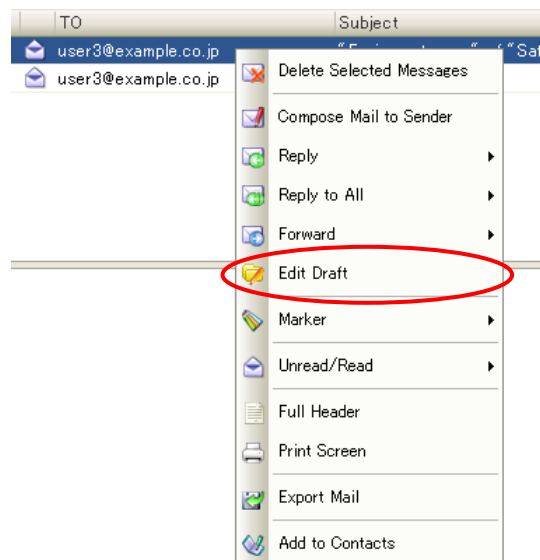 TO Subject
user3@example.co.jp
user3@example.co.jp
Delete Selected Messages
Compose Mail to Sender
Reply
Reply to All
Forward
Edit Draft
Marker
Unread/Read
Full Header
Print Screen
Export Mail
Add to Contacts